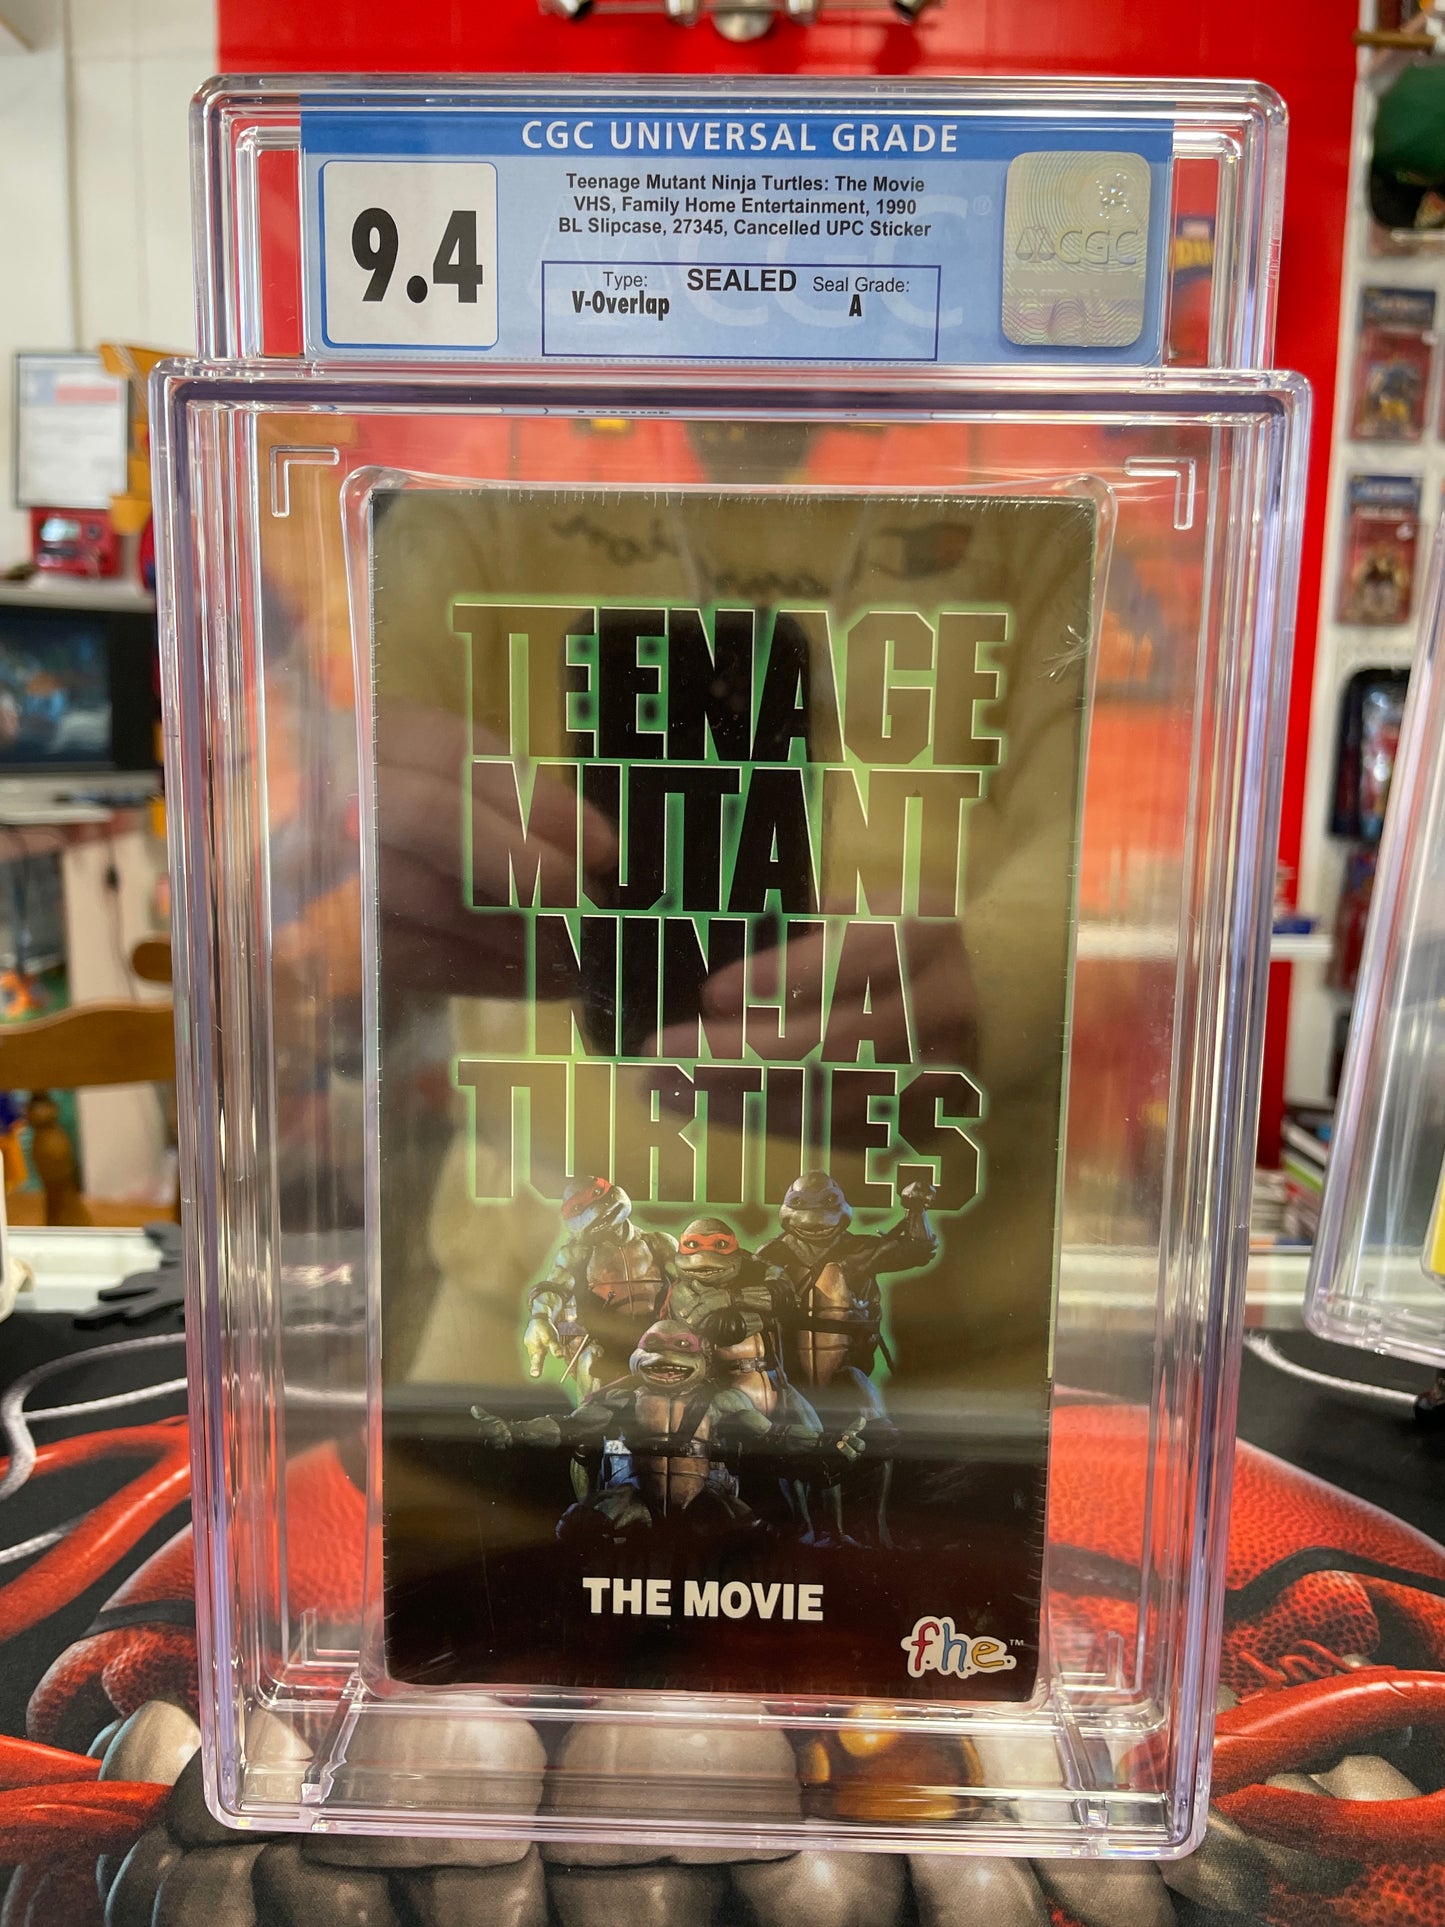 CGC UNIVERSAL GRADE
9.4
Teenage Mutant Ninja Turtles: The Movie
VHS, Family Home Entertainment, 1990
BL Slipcase, 27345, Cancelled UPC Sticker
Type: SEALED Seal Grade:
V-Overlap A
CGC
TEENAGE
MUTANT
NINJA
TURTLES
THE MOVIE
f.h.e.™